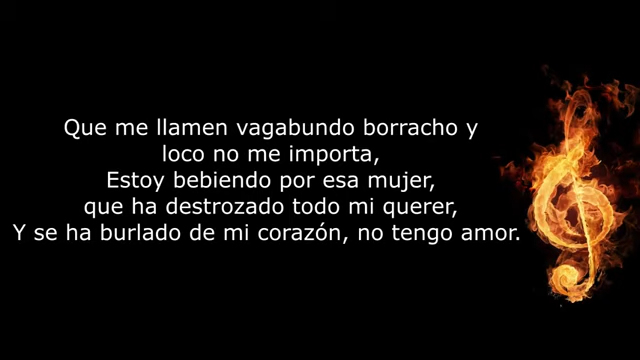 Que me llamen vagabundo borracho y
loco no me importa,
Estoy bebiendo por esa mujer,
que ha destrozado todo mi querer,
Y se ha burlado de mi corazón, no tengo amor.